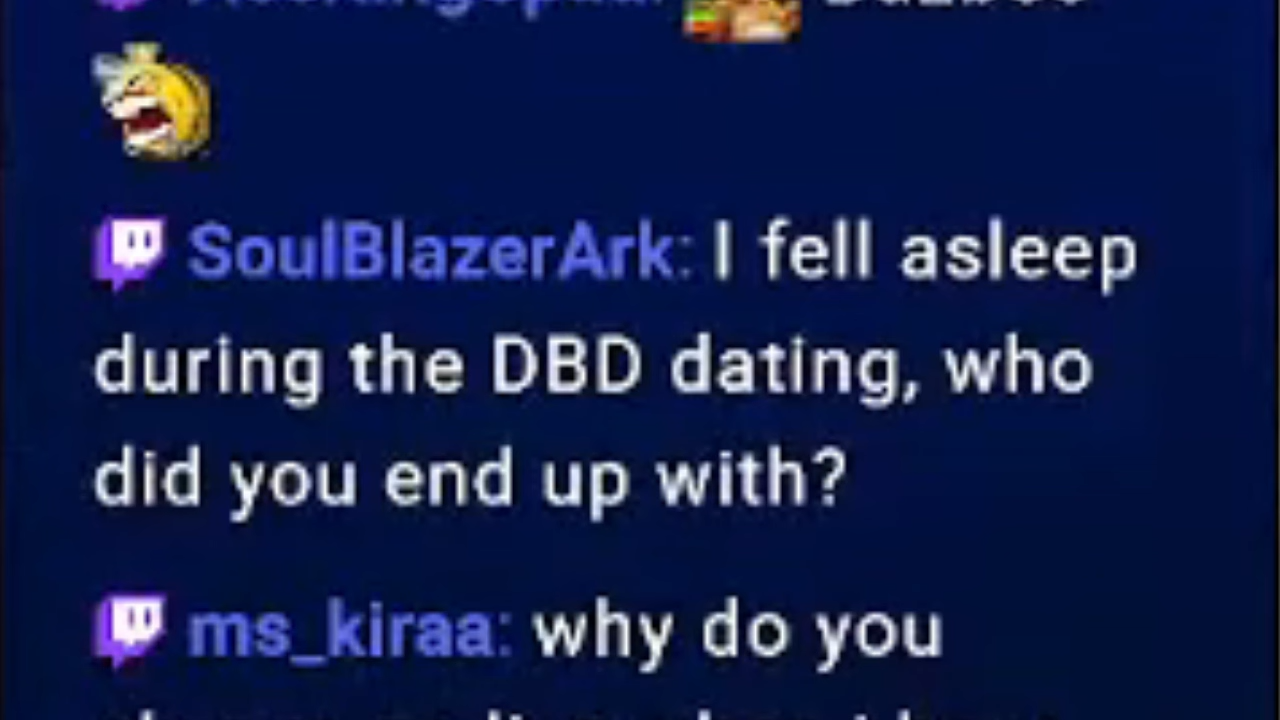 SoulBlazerArk: I fell asleep
during the DBD dating, who
did you end up with?
ms_kiraa: why do you